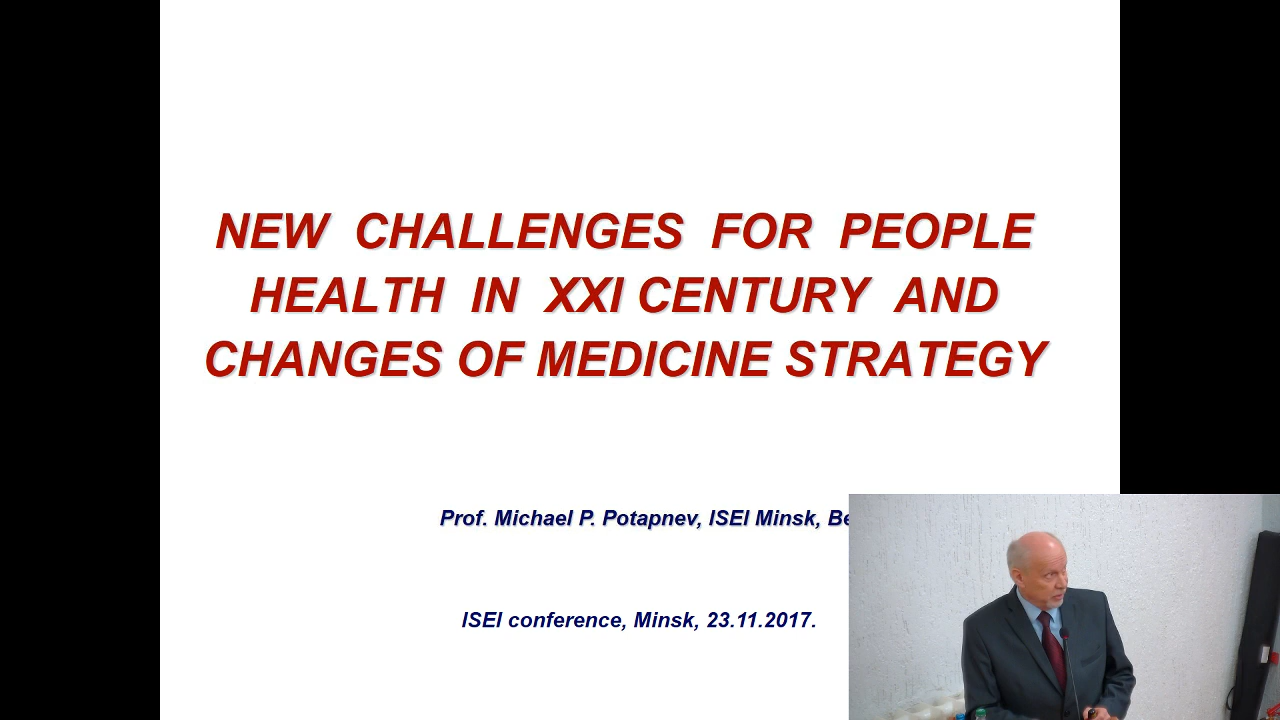 NEW CHALLENGES FOR PEOPLE
HEALTH IN XXI CENTURY AND
CHANGES OF MEDICINE STRATEGY
Prof. Michael P. Potapnev, ISEI Minsk,
ISEI conference, Minsk, 23.11.2017.